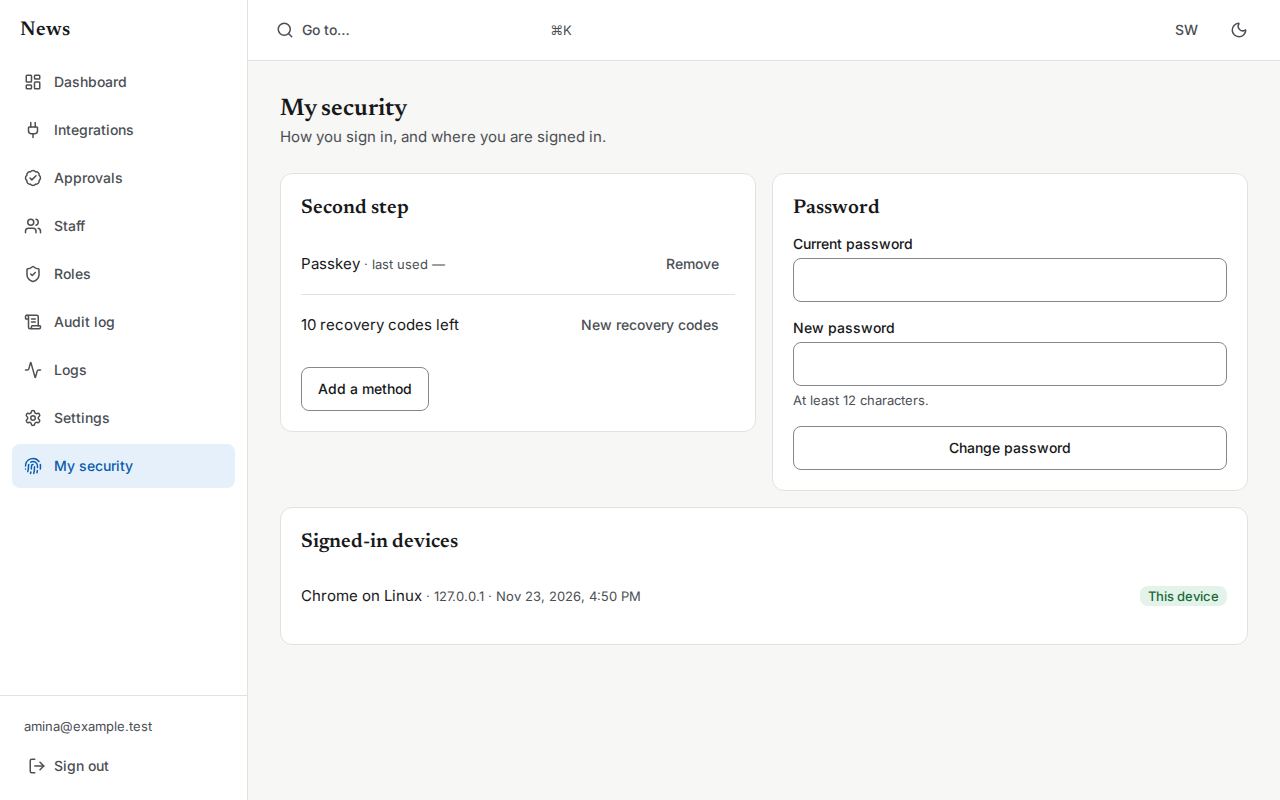 News
Go to...
⌘K
SW
Dashboard
Integrations
Approvals
Staff
Roles
Audit log
Logs
Settings
My security
amina@example.test
Sign out
My security
How you sign in, and where you are signed in.
Second step
Passkey · last used —
Remove
10 recovery codes left
New recovery codes
Add a method
Password
Current password
New password
At least 12 characters.
Change password
Signed-in devices
Chrome on Linux · 127.0.0.1 · Nov 23, 2026, 4:50 PM
This device